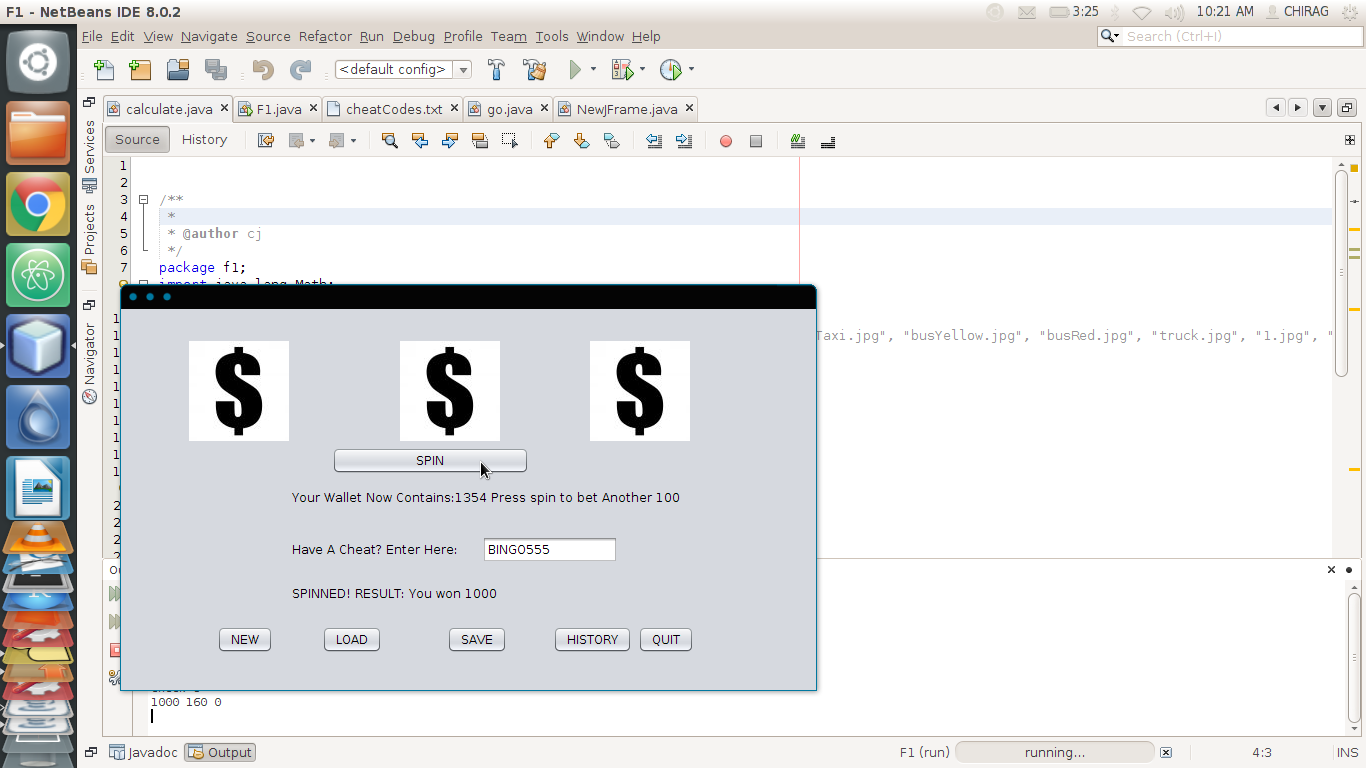 F1 - NetBeans IDE 8.0.2
3:25
10:21 AM
CHIRAG
File Edit View Navigate Source Refactor Run Debug Profile Team Tools Window Help
Search (Ctrl+I)
<default config>
calculate.java
F1.java
cheatCodes.txt
go.java
NewJFrame.java
Source
History
Services
Projects
Navigator
1
2
3 /**
4 *
5 * @author cj
6 */
7 package f1;
import java.lang.Math;
Taxi.jpg", "busYellow.jpg", "busRed.jpg", "truck.jpg", "1.jpg", "
$ $ $
SPIN
Your Wallet Now Contains:1354 Press spin to bet Another 100
Have A Cheat? Enter Here:
BINGO555
SPINNED! RESULT: You won 1000
NEW
LOAD
SAVE
HISTORY
QUIT
1000 160 0
Javadoc
Output
F1 (run)
running...
4:3
INS